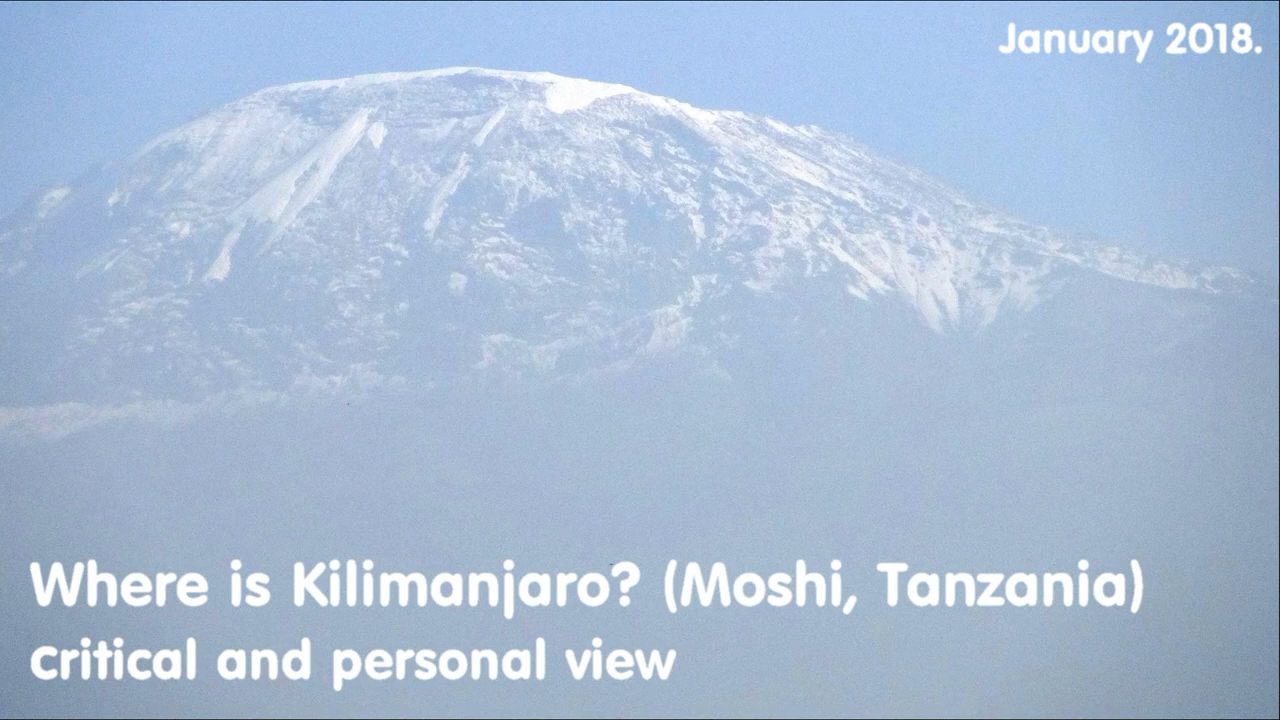 January 2018.
Where is Kilimanjaro? (Moshi, Tanzania)
critical and personal view